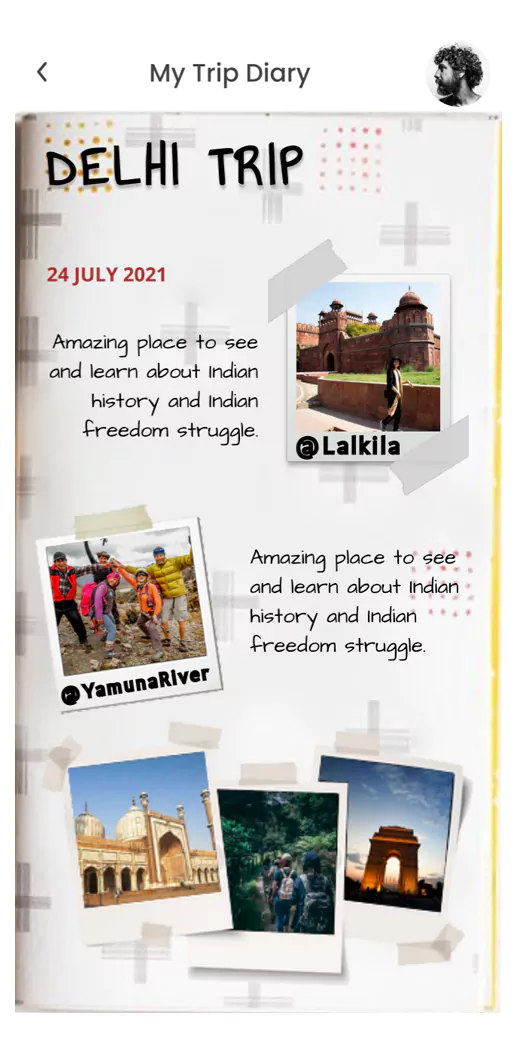 My Trip Diary
DELHI TRIP
24 JULY 2021
Amazing place to see
and learn about Indian
history and Indian
freedom struggle.
@Lalkila
Amazing place to see
and learn about Indian
history and Indian
freedom struggle.
@YamunaRiver